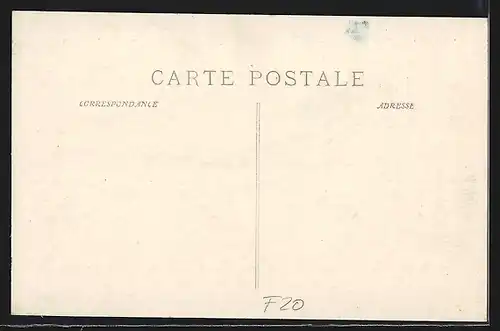 CARTE POSTALE
CORRESPONDANCE ADRESSE
F20